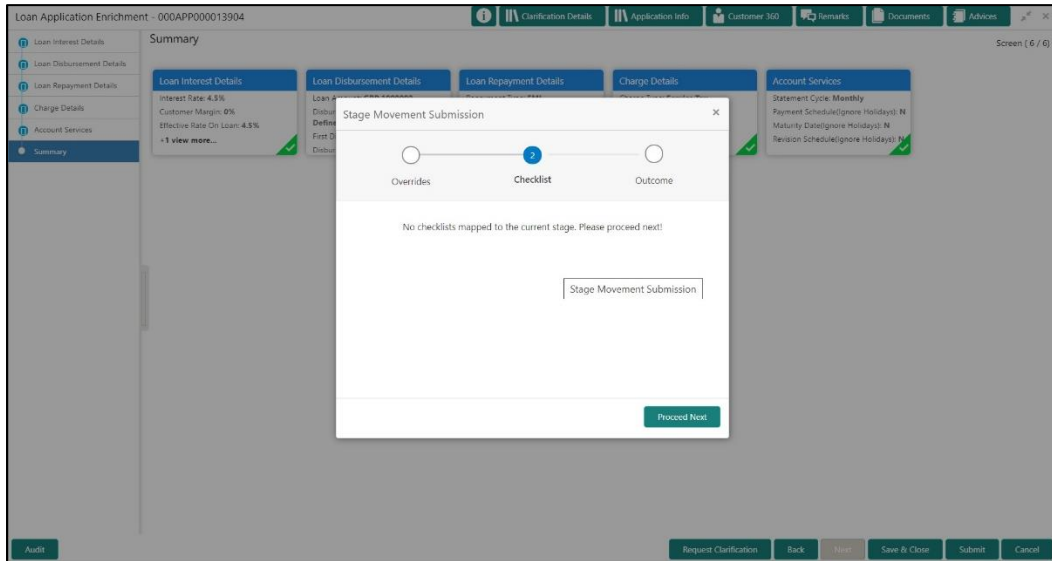 Loan Application Enrichment - 000APP000013904
Clarification Details
Application Info
Customer 360
Remarks
Documents
Advices
Loan Interest Details
Loan Disbursement Details
Loan Repayment Details
Charge Details
Account Services
Summary
Summary
Screen ( 6 / 6)
Loan Interest Details
Interest Rate: 4.5%
Customer Margin: 0%
Effective Rate On Loan: 4.5%
+1 view more...
Loan Disbursement Details
Loan
Disbur
Define
First D
Disbur
Loan Repayment Details
Charge Details
Account Services
Statement Cycle: Monthly
Payment Schedule(Ignore Holidays): N
Maturity Date(Ignore Holidays): N
Revision Schedule(Ignore Holidays): N
Stage Movement Submission
×
2
Overrides
Checklist
Outcome
No checklists mapped to the current stage. Please proceed next!
Stage Movement Submission
Proceed Next
Audit
Request Clarification
Back
Next
Save & Close
Submit
Cancel